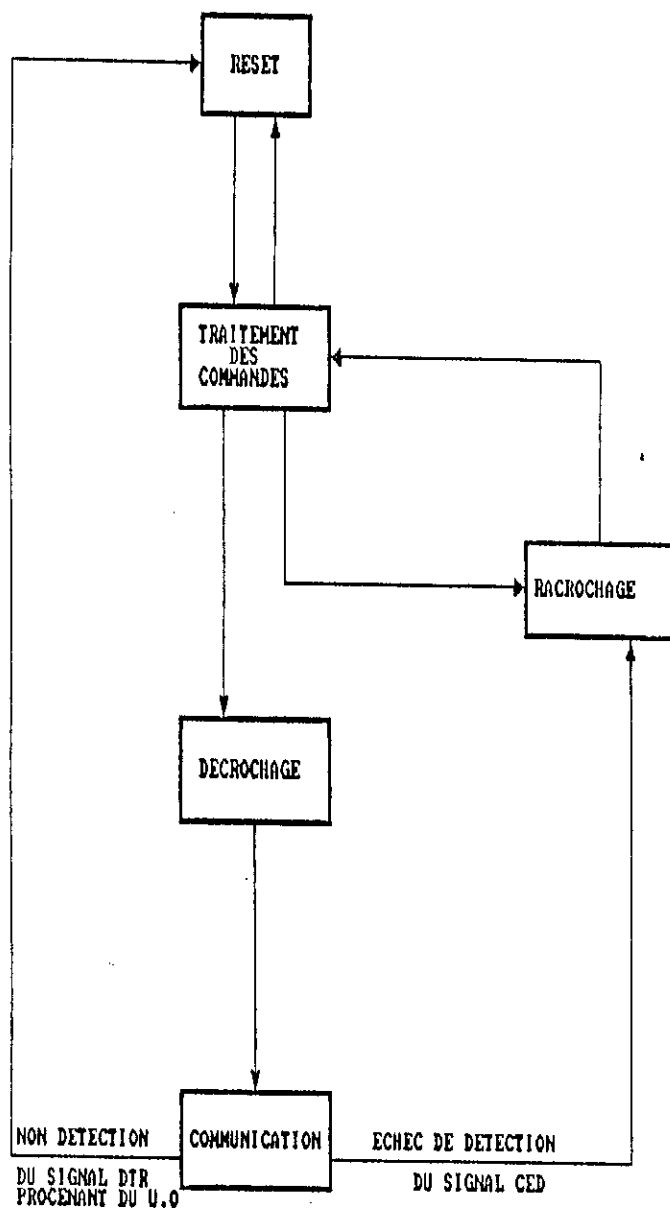 RESET
TRAITEMENT
DES
COMMANDES
RACROCHAGE
DECROCHAGE
COMMUNICATION
NON DETECTION
DU SIGNAL DTR
PROCENANT DU U.O
ECHEC DE DETECTION
DU SIGNAL CED